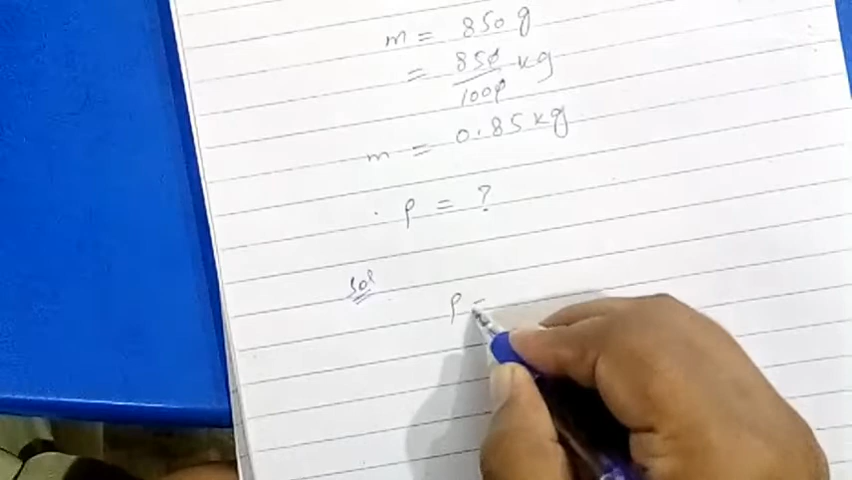 m = 850 g
= 850/1000 kg
m = 0.85 kg
ρ = ?
Sol
ρ =